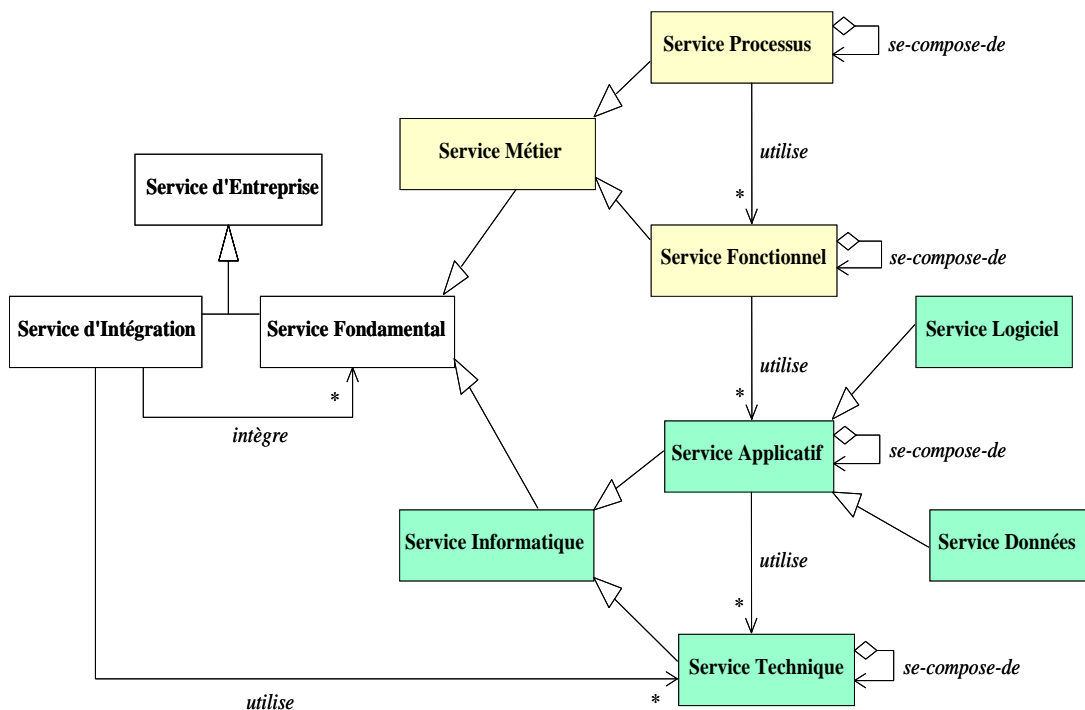 Service Processus
se-compose-de
Service Métier
utilise
*
Service d'Entreprise
Service Fonctionnel
se-compose-de
Service d'Intégration
Service Fondamental
Service Logiciel
utilise
*
*
intègre
Service Applicatif
se-compose-de
Service Informatique
Service Données
utilise
*
Service Technique
se-compose-de
*
utilise